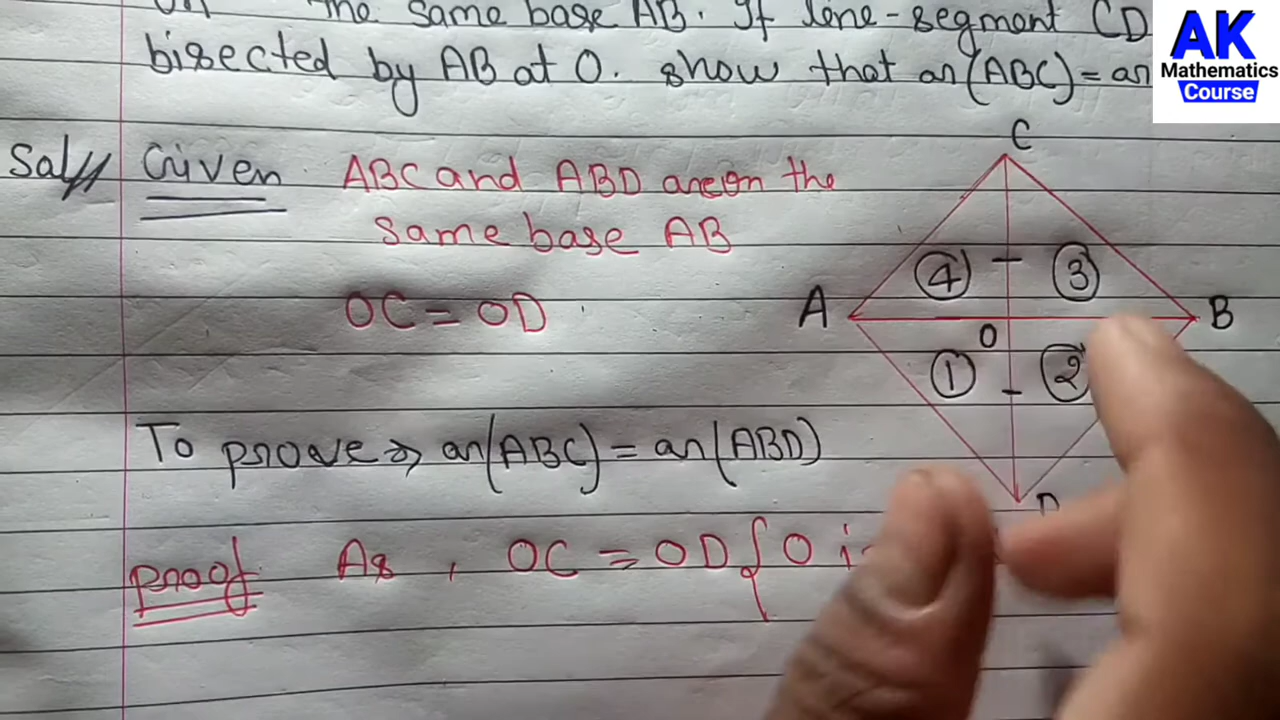 the same base AB. If line-segment CD
bisected by AB at O. show that ar(ABC)=ar
AK
Mathematics
Course
Sol Given ABC and ABD are on the
same base AB
OC = OD
C
4 3
A B
O
1 2
D
To prove ⇒ ar(ABC) = ar(ABD)
Proof As, OC = OD { O